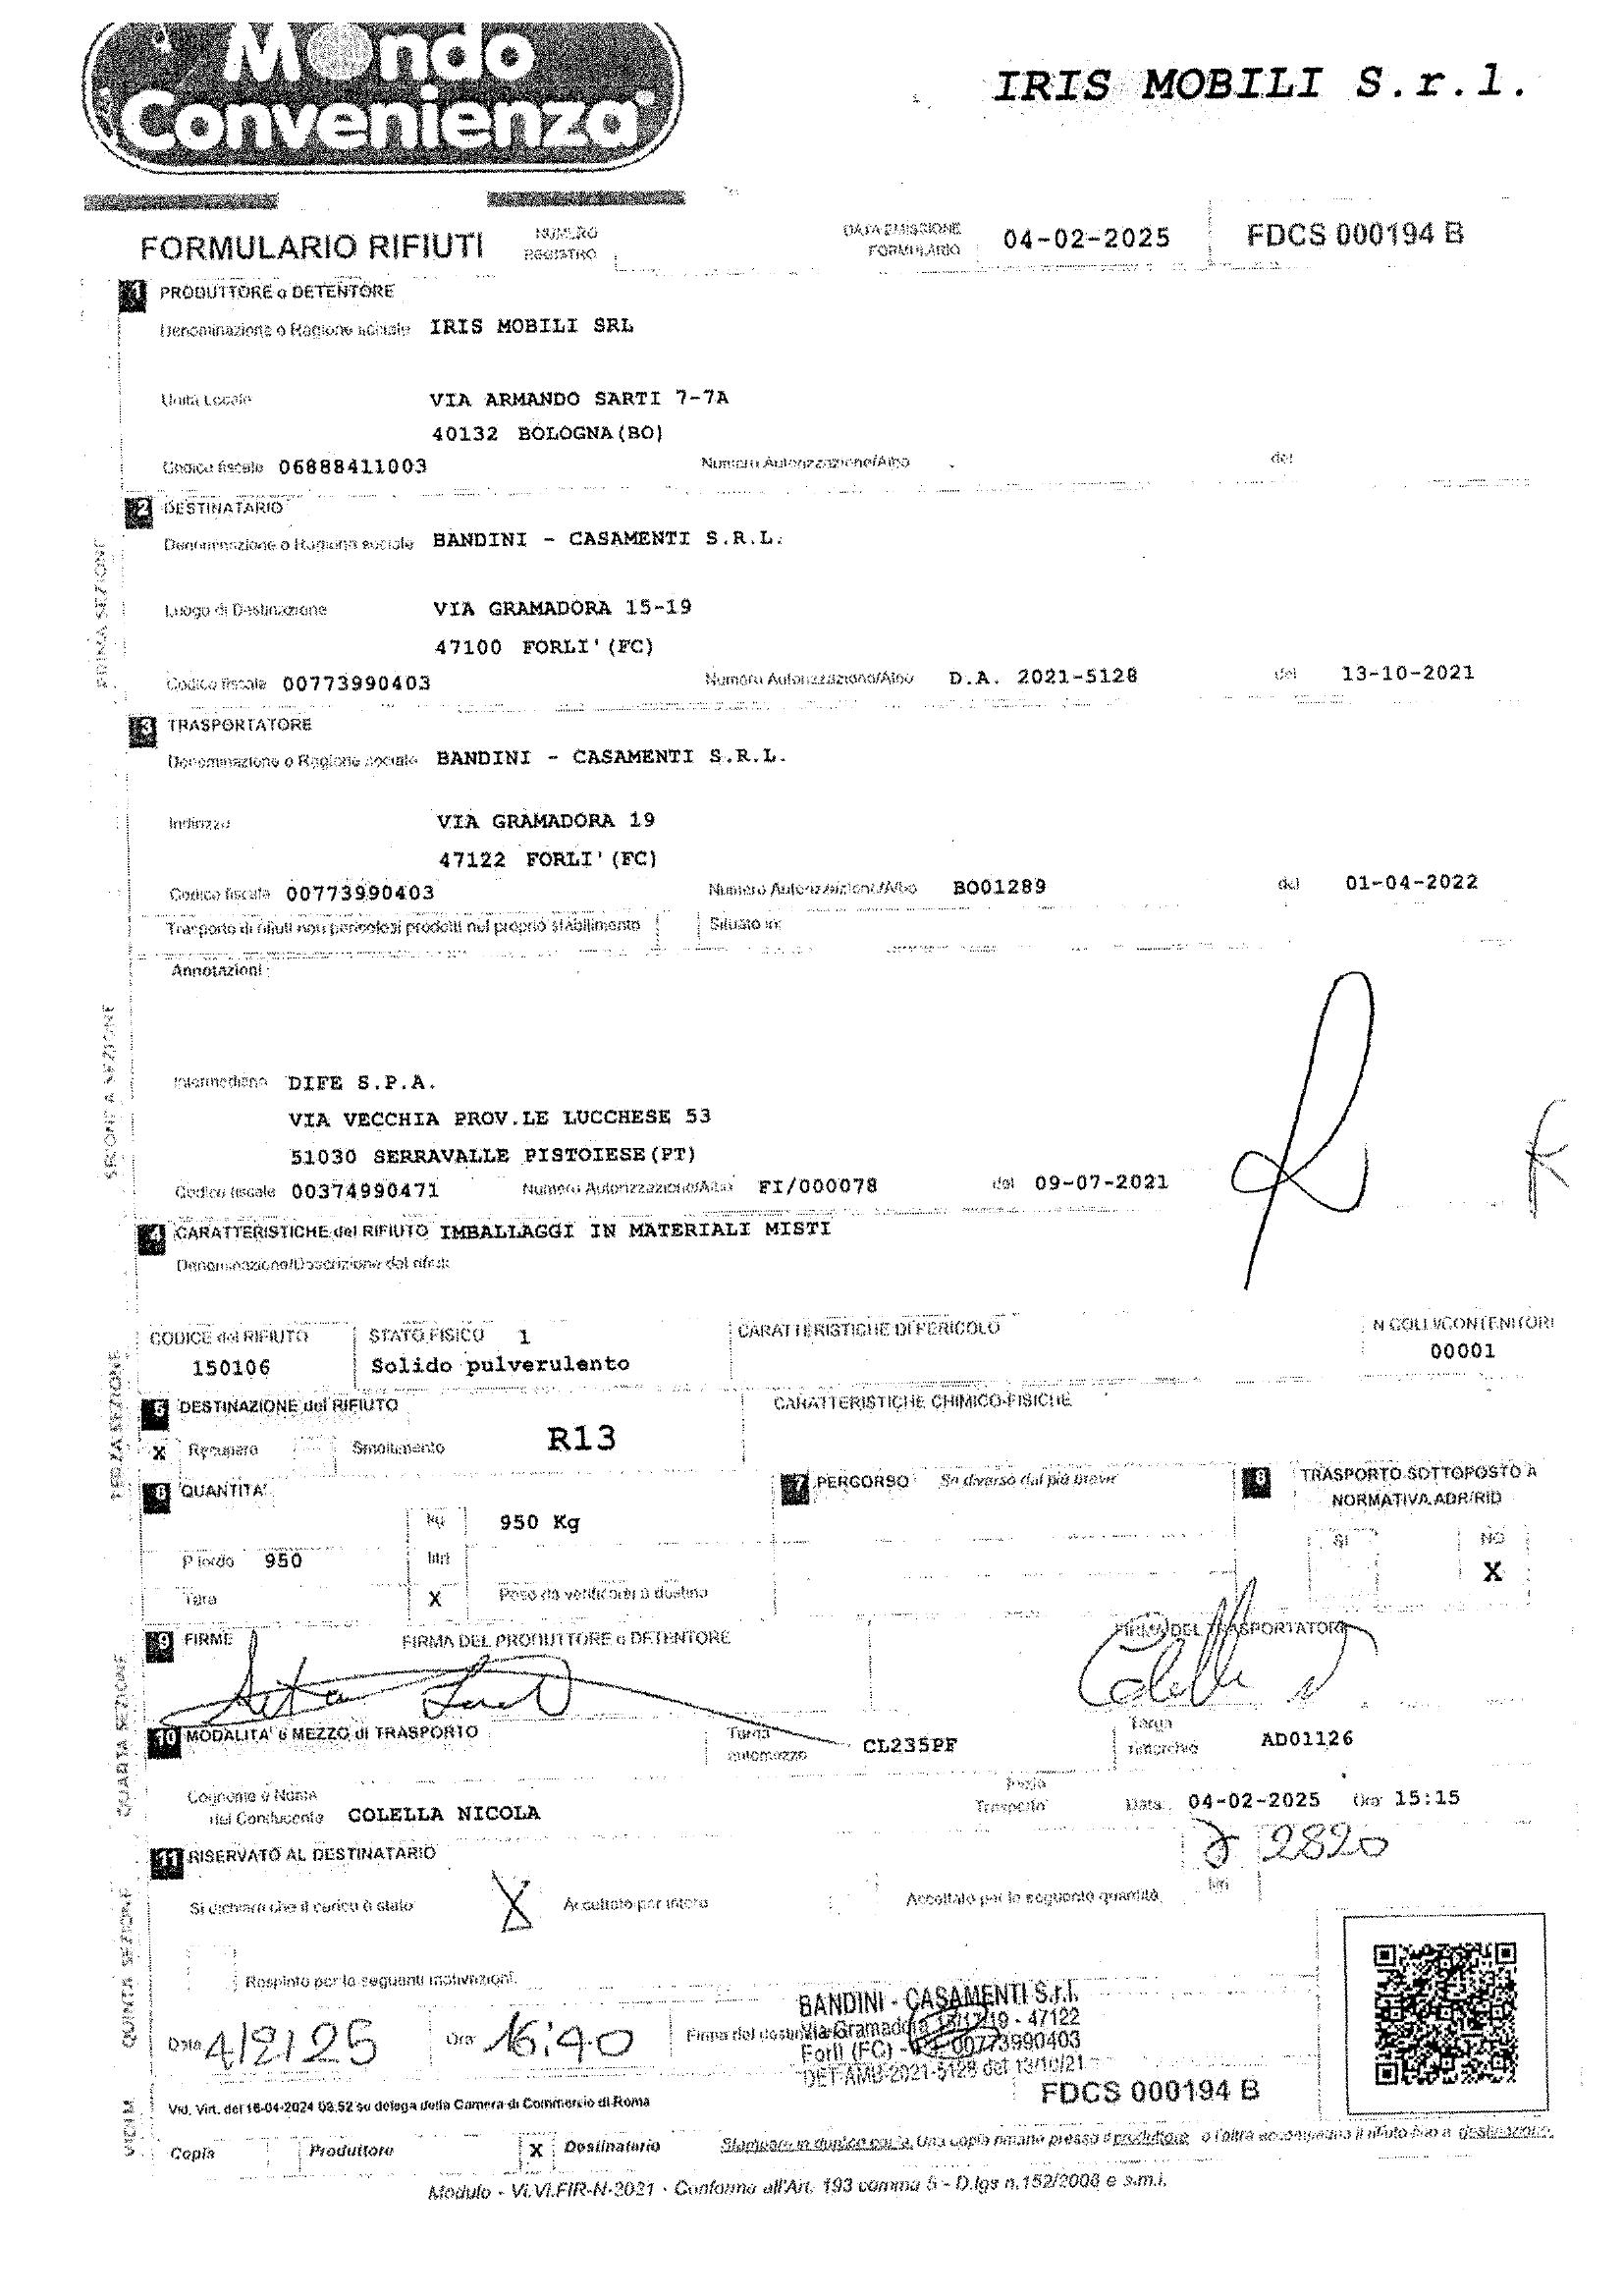 Mondo
Convenienza
IRIS MOBILI S.r.l.
FORMULARIO RIFIUTI
NUMERO
REGISTRO
DATA EMISSIONE
FORMULARIO
04-02-2025
FDCS 000194 B
1 PRODUTTORE o DETENTORE
Denominazione o Ragione sociale IRIS MOBILI SRL
Unità Locale VIA ARMANDO SARTI 7-7A
40132 BOLOGNA(BO)
Codice fiscale 06888411003 Numero Autorizzazione/Albo del
2 DESTINATARIO
Denominazione o Ragione sociale BANDINI - CASAMENTI S.R.L.
Luogo di Destinazione VIA GRAMADORA 15-19
47100 FORLI'(FC)
Codice fiscale 00773990403 Numero Autorizzazione/Albo D.A. 2021-5128 del 13-10-2021
PRIMA SEZIONE
3 TRASPORTATORE
Denominazione o Ragione sociale BANDINI - CASAMENTI S.R.L.
Indirizzo VIA GRAMADORA 19
47122 FORLI'(FC)
Codice fiscale 00773990403 Numero Autorizzazione/Albo BO01289 del 01-04-2022
Trasporto di rifiuti non pericolosi prodotti nel proprio stabilimento Situato in:
Annotazioni :
Intermediario DIFE S.P.A.
VIA VECCHIA PROV.LE LUCCHESE 53
51030 SERRAVALLE PISTOIESE(PT)
Codice fiscale 00374990471 Numero Autorizzazione/Albo FI/000078 del 09-07-2021
SECONDA SEZIONE
4 CARATTERISTICHE del RIFIUTO IMBALLAGGI IN MATERIALI MISTI
Denominazione/Descrizione del rifiuto
CODICE del RIFIUTO STATO FISICO 1 CARATTERISTICHE DI PERICOLO N COLLI/CONTENITORI
150106 Solido pulverulento 00001
5 DESTINAZIONE del RIFIUTO CARATTERISTICHE CHIMICO-FISICHE
X Recupero Smaltimento R13
TERZA SEZIONE
6 QUANTITA' 7 PERCORSO Se diverso dal più breve 8 TRASPORTO SOTTOPOSTO A
NORMATIVA ADR/RID
Kg 950 Kg
SI NO
P lordo 950 litri
X
Tara X Peso da verificarsi a destino
9 FIRME FIRMA DEL PRODUTTORE o DETENTORE FIRMA DEL TRASPORTATORE
QUARTA SEZIONE
10 MODALITA' e MEZZO di TRASPORTO Targa automezzo CL235PF Targa rimorchio AD01126
Cognome e Nome
del Conducente COLELLA NICOLA
Inizio
Trasporto Data 04-02-2025 Ora 15:15
11 RISERVATO AL DESTINATARIO
2820
litri
Si dichiara che il carico è stato X Accettato per intero Accettato per la seguente quantità
Respinto per le seguenti motivazioni
QUINTA SEZIONE
Data 4/2/25 Ora 16:40 Firma del destinatario
BANDINI - CASAMENTI S.r.l.
Via Gramadora 19 - 47122
Forlì (FC) - 00773990403
DET-AMB-2021-5128 del 13/10/21
FDCS 000194 B
Vid. Virt. del 16-04-2024 08.52 su delega della Camera di Commercio di Roma
Copia Produttore X Destinatario Stampare in duplice copia. Una copia rimane presso il produttore e l'altra accompagna il rifiuto fino a destinazione.
Modulo - Vi.Vi.FIR-N-2021 - Conforme all'Art. 193 comma 5 - D.lgs n.152/2006 e s.m.i.